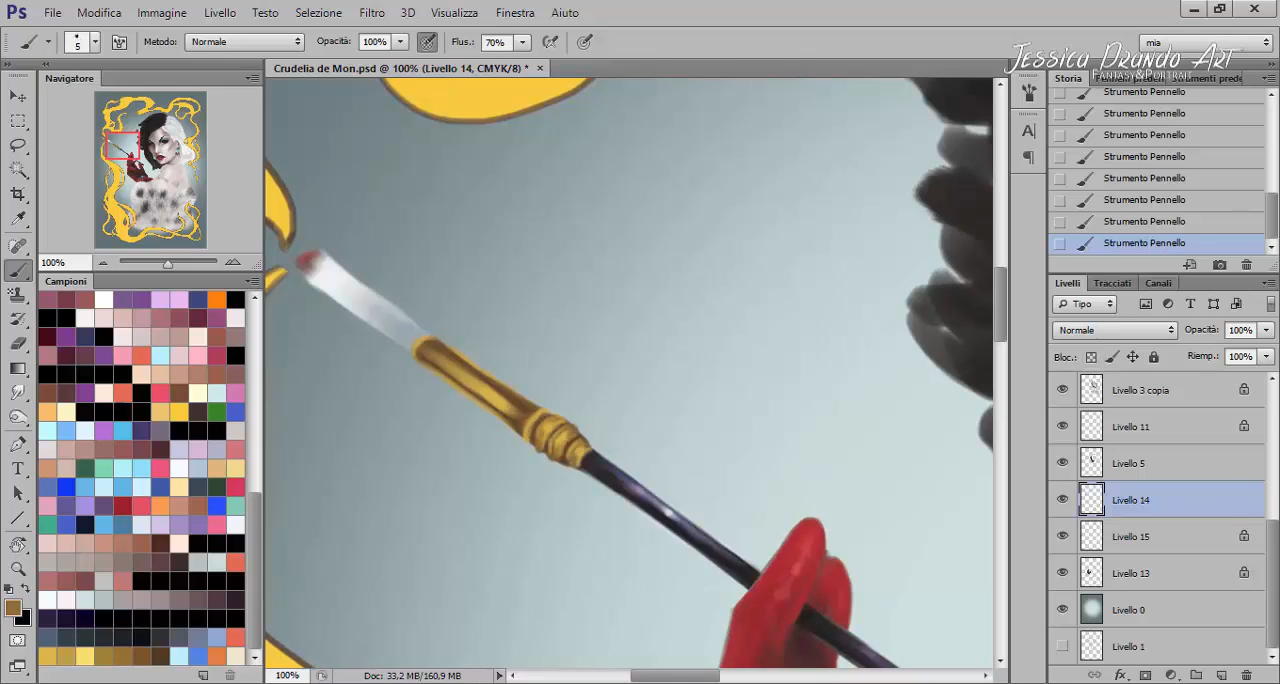 Ps File Modifica Immagine Livello Testo Selezione Filtro 3D Visualizza Finestra Aiuto
5 Metodo: Normale Opacità: 100% Flus.: 70% mia
Jessica Drundo Art
Fantasy&Portrait
Crudelia de Mon.psd @ 100% (Livello 14, CMYK/8) * ×
Navigatore
100%
Campioni
Storia
Strumento Pennello
Strumento Pennello
Strumento Pennello
Strumento Pennello
Strumento Pennello
Strumento Pennello
Strumento Pennello
Strumento Pennello
Livelli Tracciati Canali
Tipo
Normale Opacità: 100%
Bloc.: Riemp.: 100%
Livello 3 copia
Livello 11
Livello 5
Livello 14
Livello 15
Livello 13
Livello 0
Livello 1
100% Doc: 33,2 MB/160,9 MB